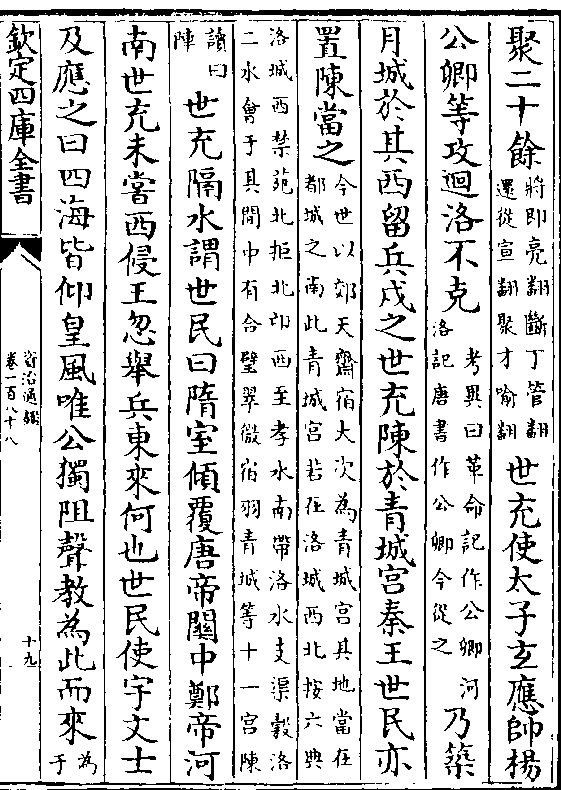 聚二十餘將即亮翻斷丁管翻還從宣翻聚才喻翻世充使太子玄應帥楊
公卿等攻迴洛不克考異曰革命記作公卿河洛記唐書作公卿今從之乃築
月城於其西留兵戍之世充陳於青城宮秦王世民亦
置陳當之今世以郊天齋宿大次為青城宮其地當在都城之南此青城宮若在洛城西北按六典
洛城西禁苑北拒北邙西至孝水南帶洛水支渠穀洛二水會于其間中有合璧翠微宿羽青城等十一宮陳
讀曰陣世充隔水謂世民曰隋室傾覆唐帝關中鄭帝河
南世充未嘗西侵王忽舉兵東來何也世民使宇文士
及應之曰四海皆仰皇風唯公獨阻聲教為此而來為于
欽定四庫全書
資治通鑑
卷一百八十八
十九